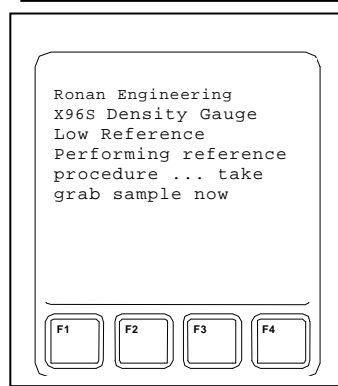 Ronan Engineering
X96S Density Gauge
Low Reference
Performing reference
procedure ... take
grab sample now
F1 F2 F3 F4